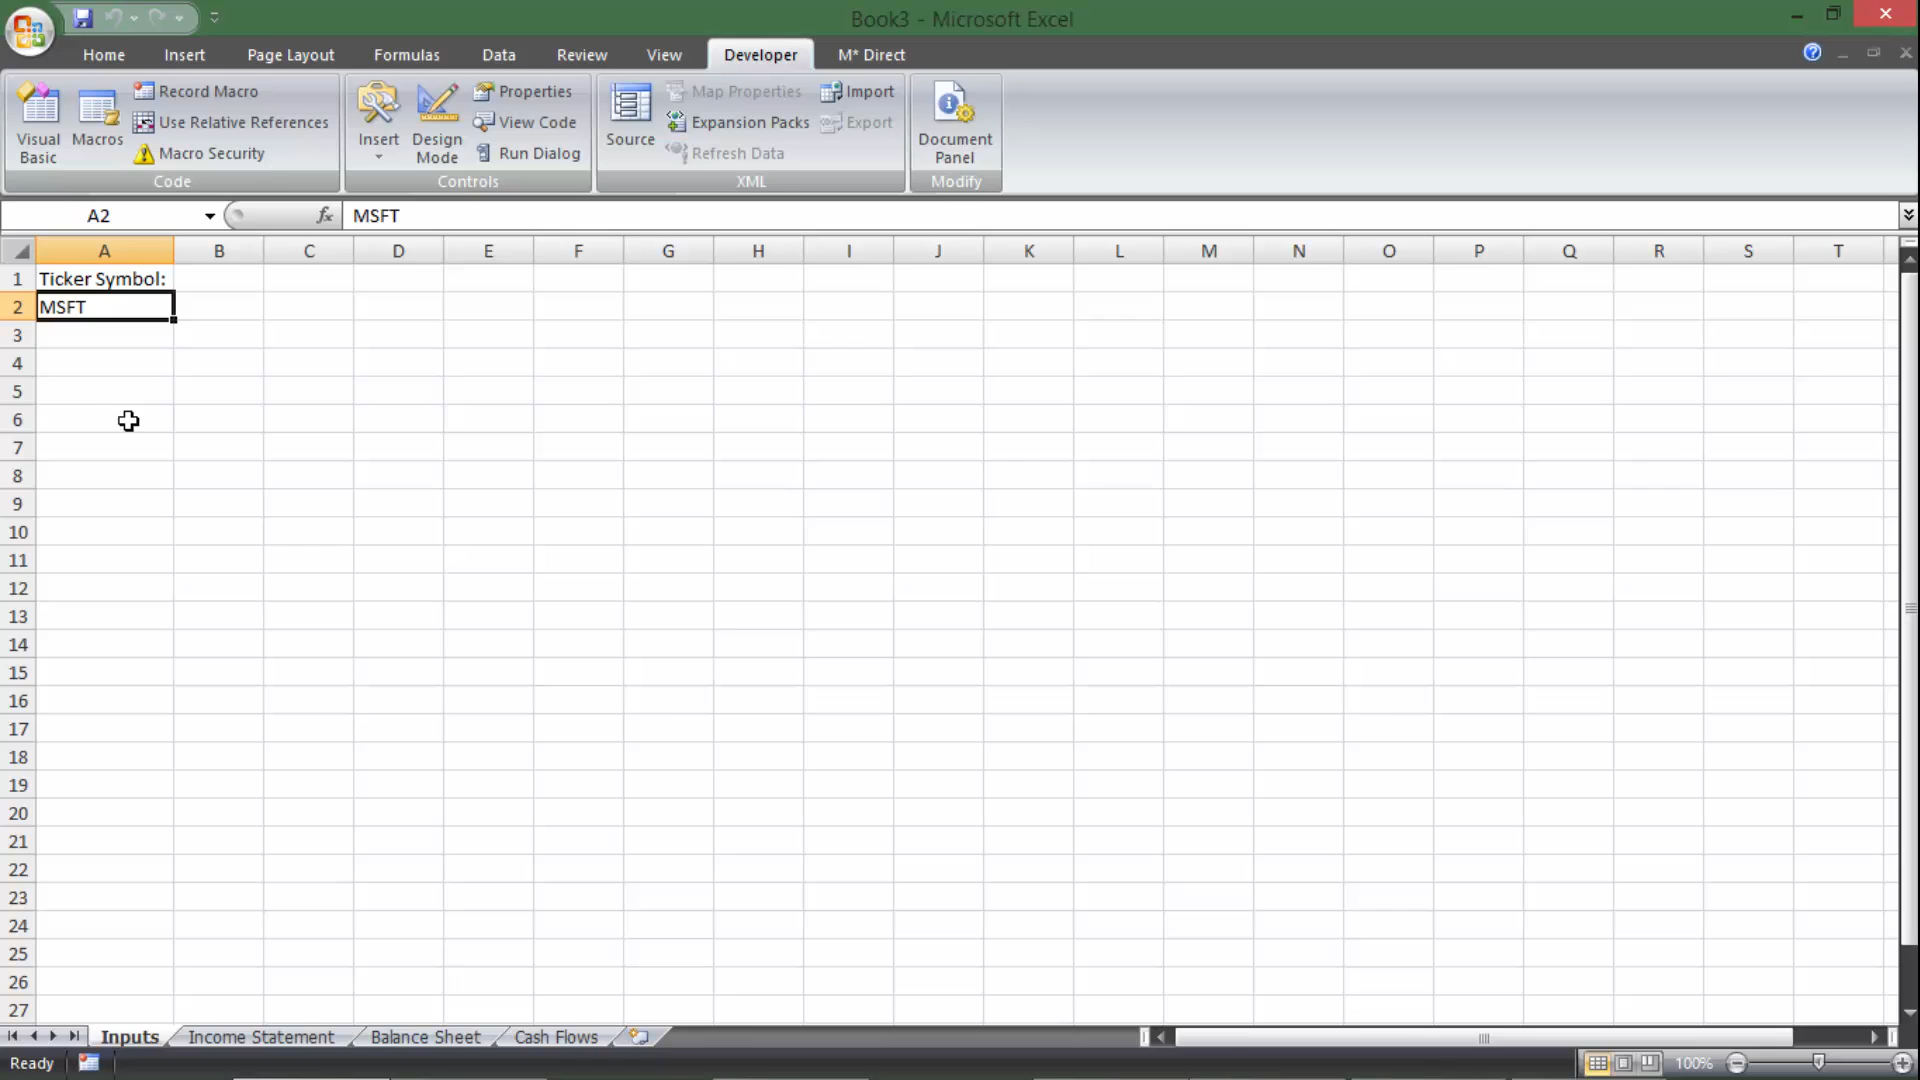 Book3 - Microsoft Excel
Home Insert Page Layout Formulas Data Review View Developer M* Direct
Visual Basic
Macros
Record Macro
Use Relative References
Macro Security
Code
Insert
Design Mode
Properties
View Code
Run Dialog
Controls
Source
Map Properties
Expansion Packs
Refresh Data
Import
Export
XML
Document Panel
Modify
A2 fx MSFT
A B C D E F G H I J K L M N O P Q R S T
1 Ticker Symbol:
2 MSFT
3
4
5
6
7
8
9
10
11
12
13
14
15
16
17
18
19
20
21
22
23
24
25
26
27
Inputs Income Statement Balance Sheet Cash Flows
Ready 100%